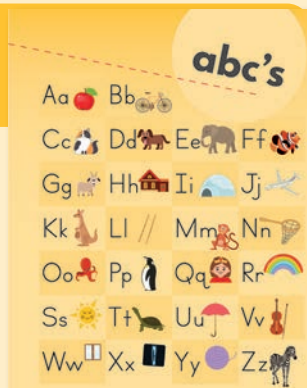 abc's
Aa Bb
Cc Dd Ee Ff
Gg Hh Ii Jj
Kk Ll Mm Nn
Oo Pp Qq Rr
Ss Tt Uu Vv
Ww Xx Yy Zz